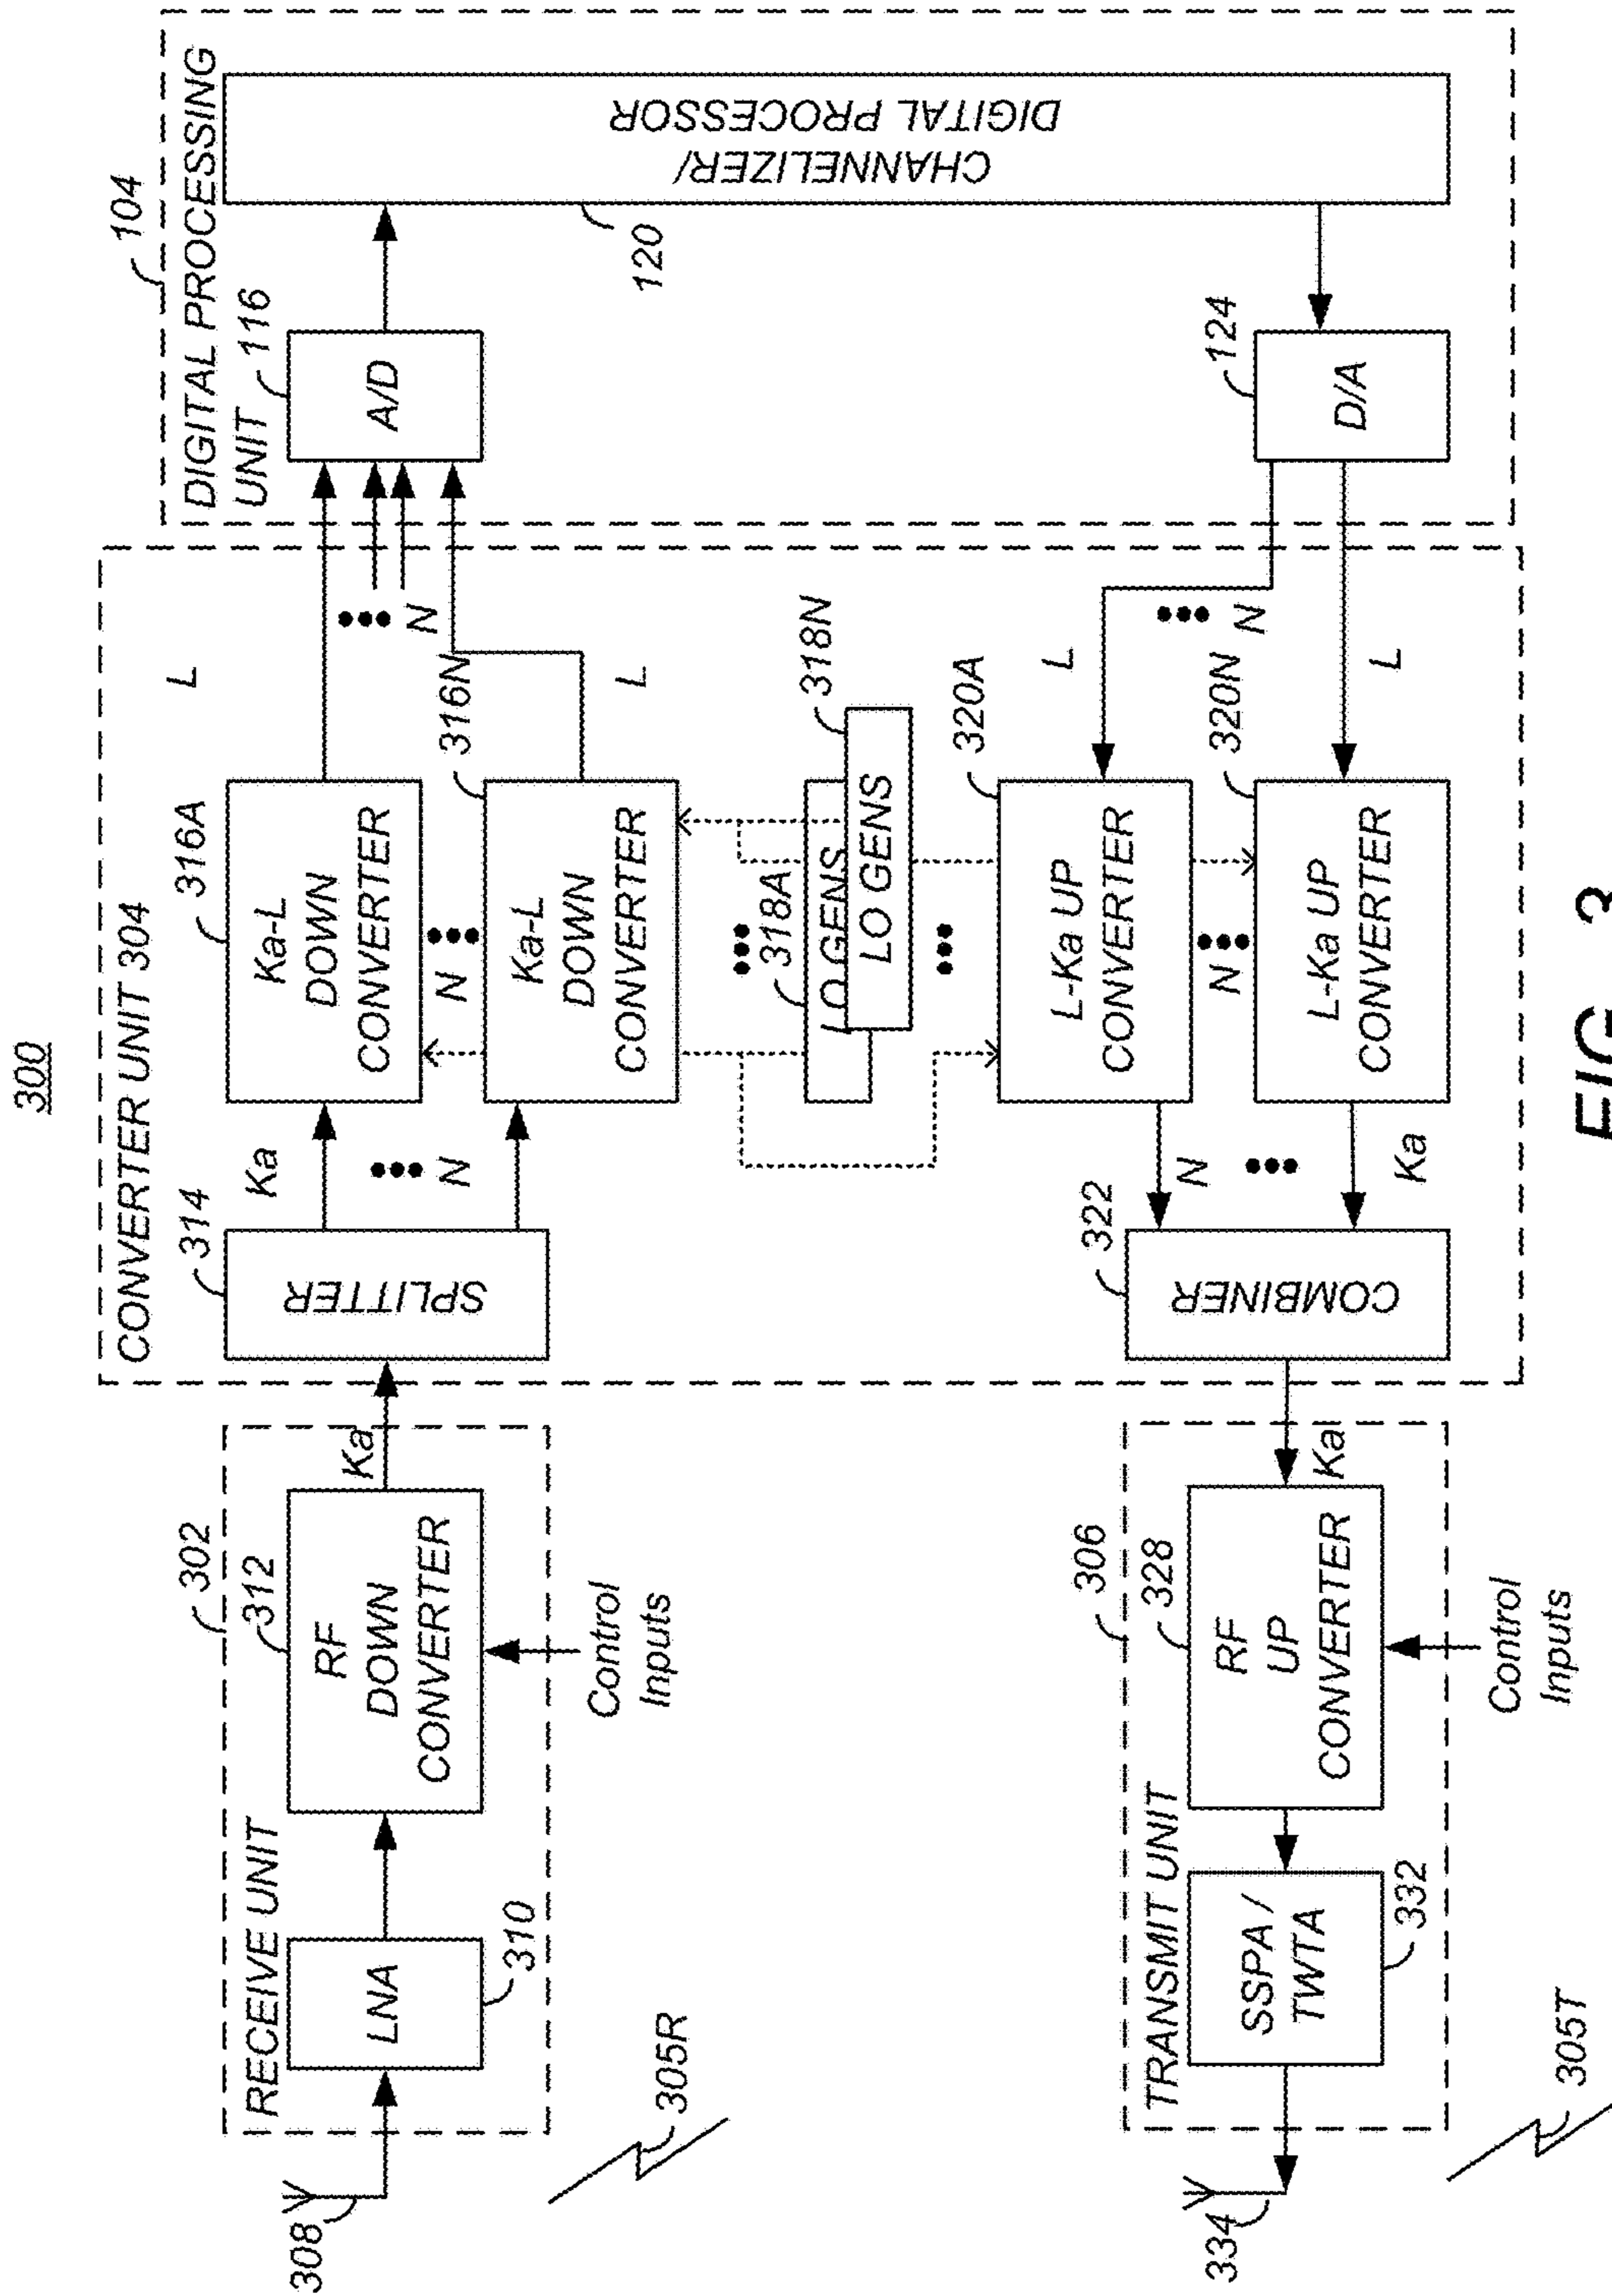 300
CONVERTER UNIT 304
104
DIGITAL PROCESSING
UNIT
116
302
RECEIVE UNIT
312
314
316A
L
308
LNA
310
RF
DOWN
CONVERTER
Ka
SPLITTER
Ka
N
Ka-L
DOWN
CONVERTER
N
316N
Ka-L
DOWN
CONVERTER
N
L
A/D
120
CHANNELIZER/
DIGITAL PROCESSOR
Control
Inputs
305R
318A
LO GENS
318N
LO GENS
306
TRANSMIT UNIT
328
322
320A
L
124
334
SSPA /
TWTA
332
RF
UP
CONVERTER
Ka
COMBINER
N
Ka
L-Ka UP
CONVERTER
N
320N
L-Ka UP
CONVERTER
N
L
D/A
Control
Inputs
305T
FIG. 3